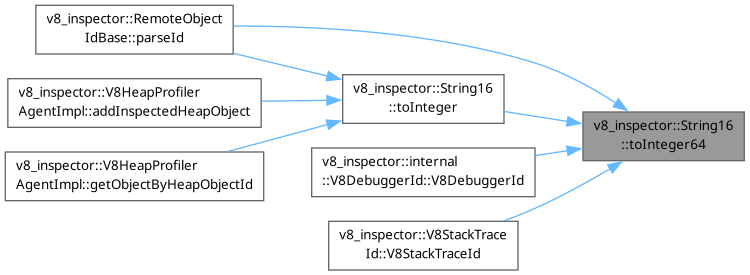 v8_inspector::RemoteObject
IdBase::parseId
v8_inspector::V8HeapProfiler
AgentImpl::addInspectedHeapObject
v8_inspector::V8HeapProfiler
AgentImpl::getObjectByHeapObjectId
v8_inspector::String16
::toInteger
v8_inspector::internal
::V8DebuggerId::V8DebuggerId
v8_inspector::V8StackTrace
Id::V8StackTraceId
v8_inspector::String16
::toInteger64